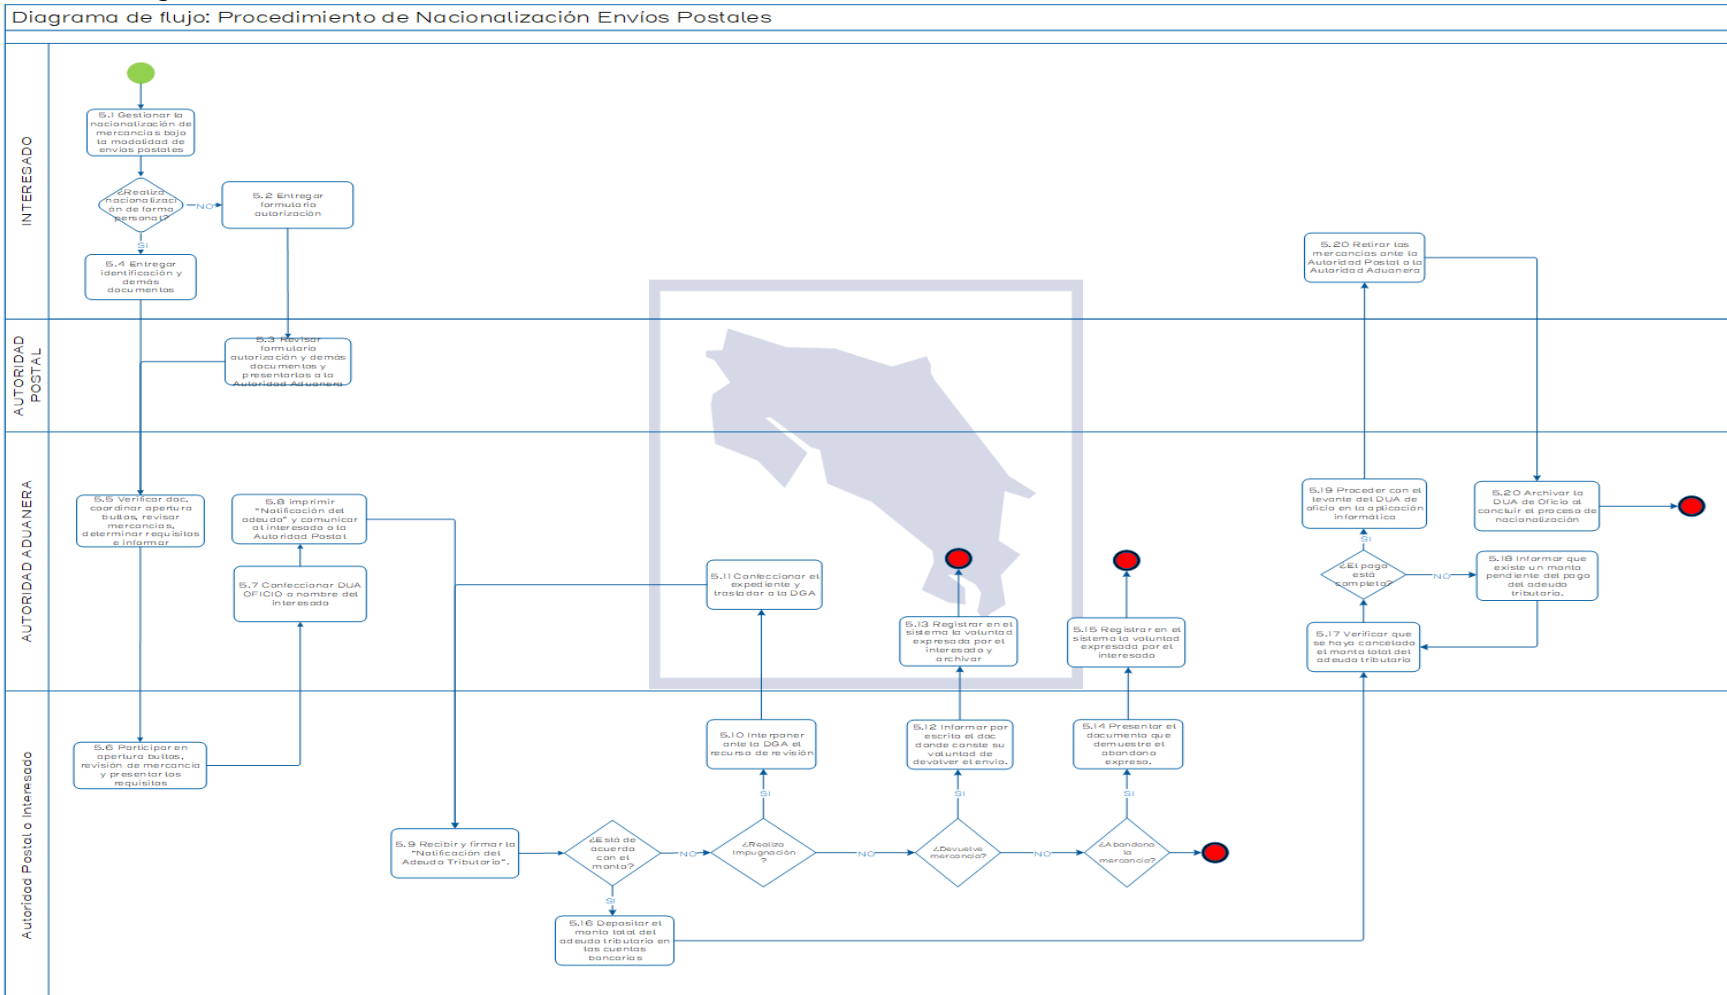 Diagrama de flujo: Procedimiento de Nacionalización Envíos Postales
INTERESADO
5.1 Gestionar la
nacionalización de
mercancías bajo
la modalidad de
envíos postales
¿Realiza
nacionalizaci
ón de forma
personal?
NO
5.2 Entregar
formulario
autorización
SI
5.4 Entregar
identificación y
demás
documentos
5.20 Retirar las
mercancías ante la
Autoridad Postal o la
Autoridad Aduanera
AUTORIDAD
POSTAL
5.3 Revisar
formulario
autorización y demás
documentos y
presentarlos a la
Autoridad Aduanera
AUTORIDAD ADUANERA
5.5 Verificar doc,
coordinar apertura
bultos, revisar
mercancías,
determinar requisitos
e informar
5.8 imprimir
"Notificación del
adeudo" y comunicar
al interesado o la
Autoridad Postal
5.7 Confeccionar DUA
OFICIO a nombre del
interesado
5.11 Confeccionar el
expediente y
trasladar a la DGA
5.13 Registrar en el
sistema la voluntad
expresada por el
interesado y
archivar
5.15 Registrar en el
sistema la voluntad
expresada por el
interesado
5.19 Proceder con el
levante del DUA de
oficio en la aplicación
informática
SI
¿El pago
está
completo?
NO
5.18 Informar que
existe un monto
pendiente del pago
del adeudo
tributario.
5.17 Verificar que
se haya cancelado
el monto total del
adeudo tributario
5.20 Archivar la
DUA de Oficio al
concluir el proceso de
nacionalización
Autoridad Postal o Interesado
5.6 Participar en
apertura bultos,
revisión de mercancía
y presentar los
requisitos
5.9 Recibir y firmar la
"Notificación del
Adeudo Tributario".
¿Está de
acuerdo
con el
monto?
NO
SI
5.16 Depositar el
monto total del
adeudo tributario en
las cuentas
bancarias
5.10 Interponer
ante la DGA el
recurso de revisión
SI
¿Realiza
Impugnación
?
NO
5.12 Informar por
escrito el doc
donde conste su
voluntad de
devolver el envío.
SI
¿Devuelve
mercancía?
NO
5.14 Presentar el
documento que
demuestre el
abandono
expreso.
SI
¿Abandona
la
mercancía?